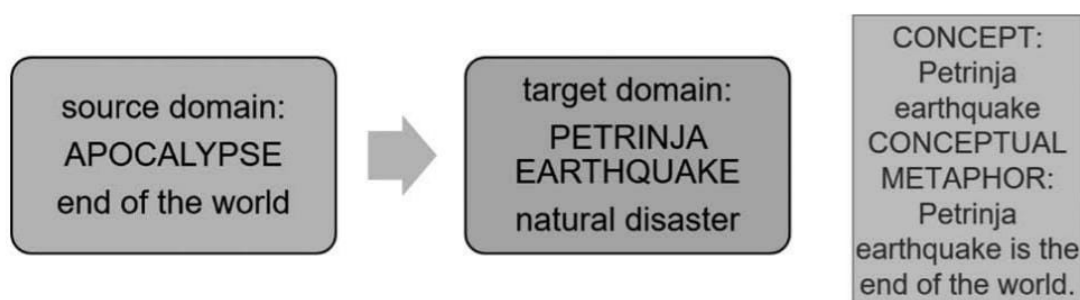 source domain:
APOCALYPSE
end of the world
target domain:
PETRINJA
EARTHQUAKE
natural disaster
CONCEPT:
Petrinja
earthquake
CONCEPTUAL
METAPHOR:
Petrinja
earthquake is the
end of the world.